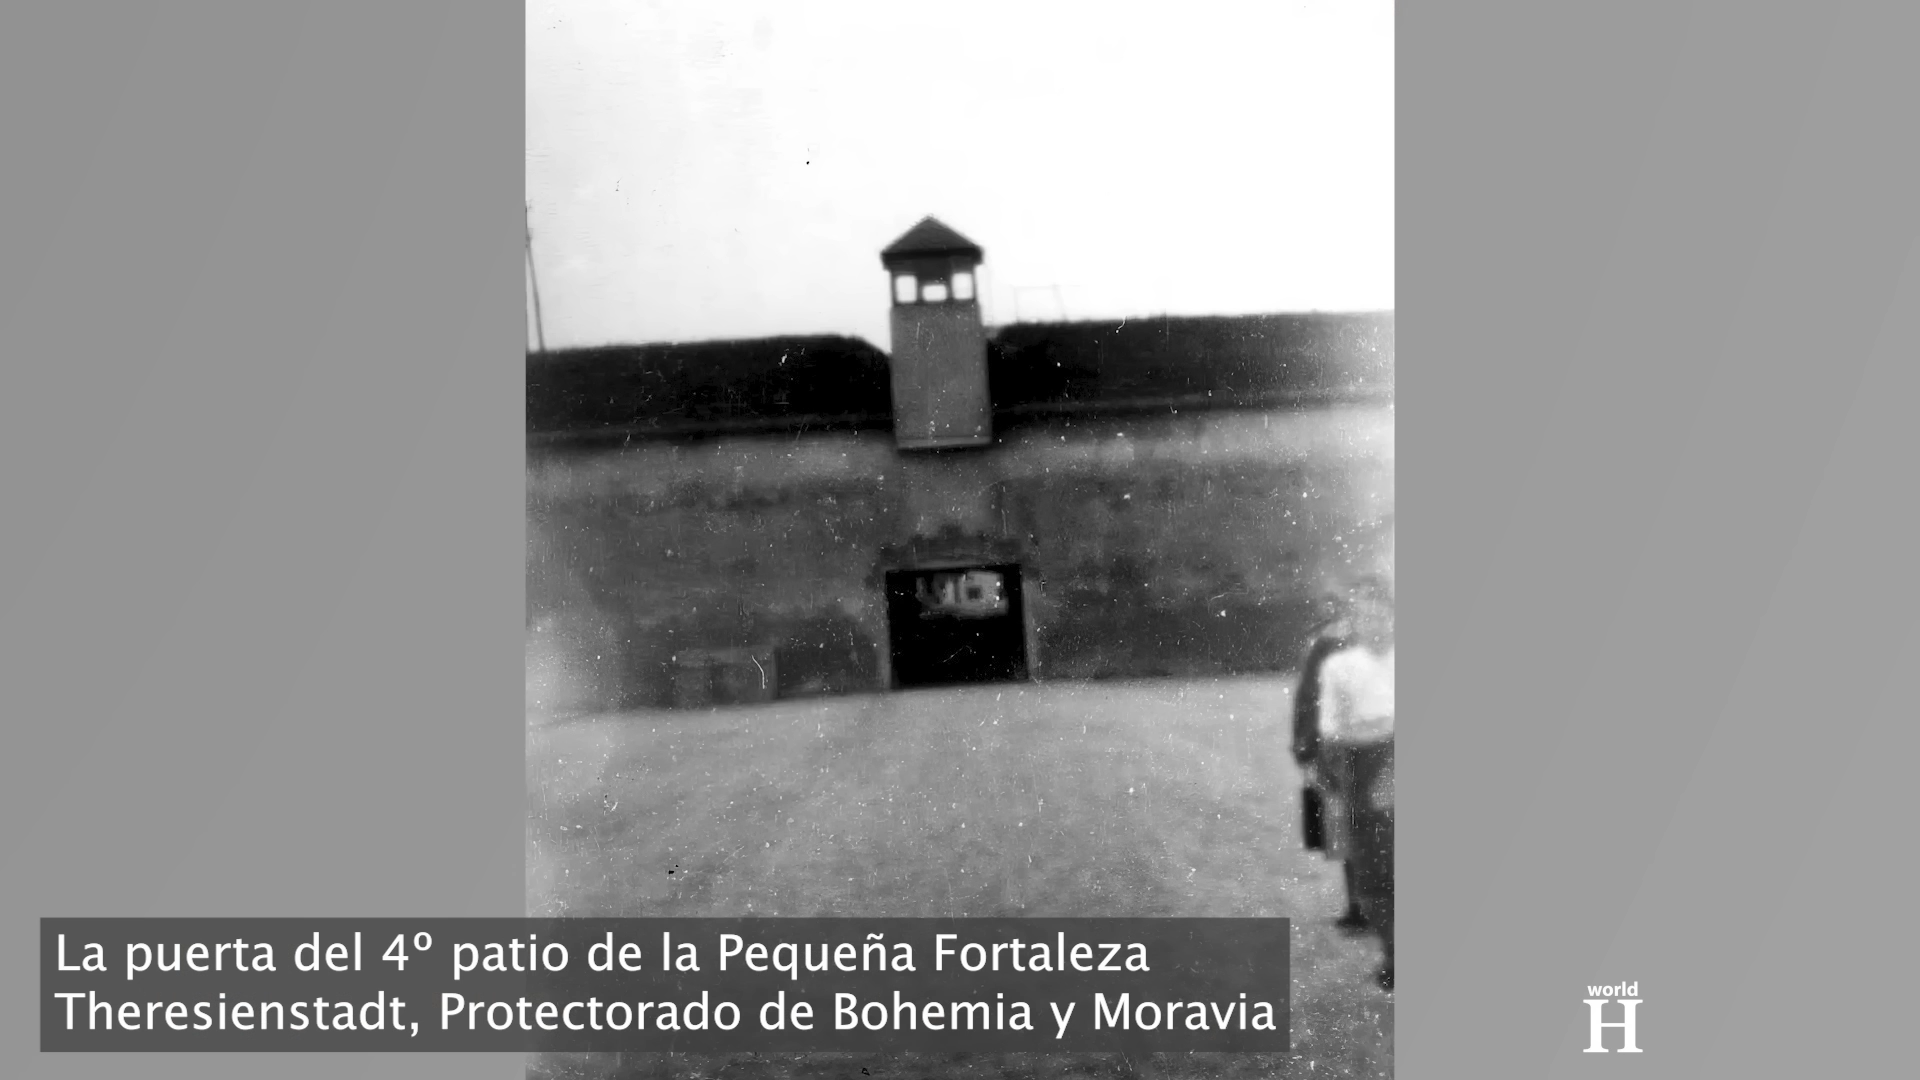 La puerta del 4º patio de la Pequeña Fortaleza
Theresienstadt, Protectorado de Bohemia y Moravia
world
H